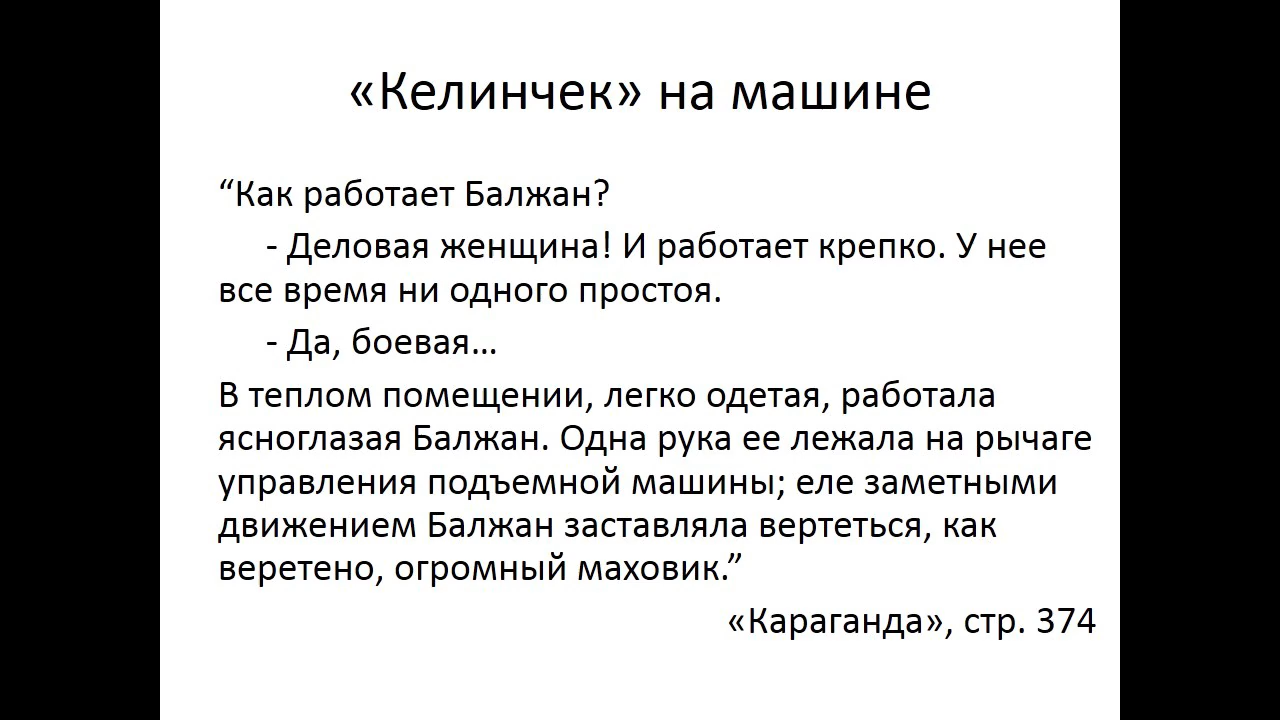 «Келинчек» на машине
“Как работает Балжан?
- Деловая женщина! И работает крепко. У нее
все время ни одного простоя.
- Да, боевая…
В теплом помещении, легко одетая, работала
ясноглазая Балжан. Одна рука ее лежала на рычаге
управления подъемной машины; еле заметными
движением Балжан заставляла вертеться, как
веретено, огромный маховик.”
«Караганда», стр. 374